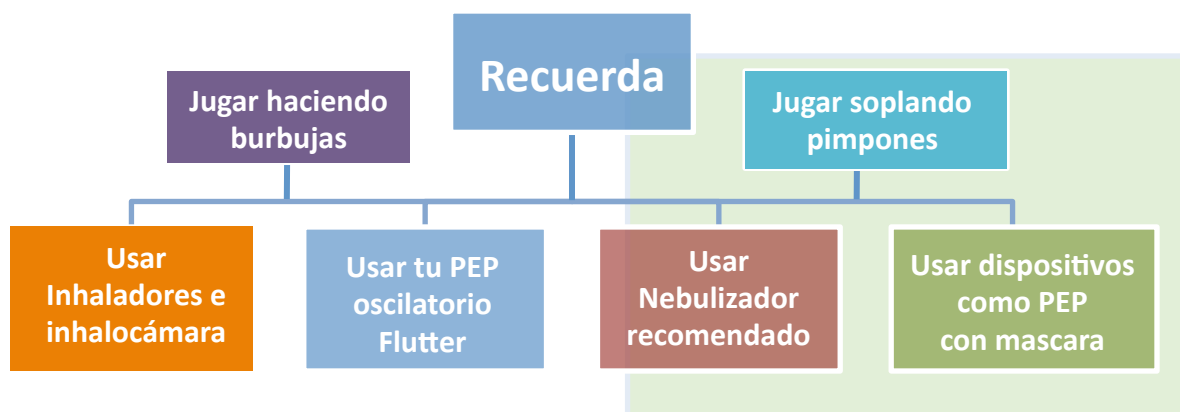 Recuerda
Jugar haciendo
burbujas
Jugar soplando
pimpones
Usar
Inhaladores e
inhalocámara
Usar tu PEP
oscilatorio
Flutter
Usar
Nebulizador
recomendado
Usar dispositivos
como PEP
con mascara